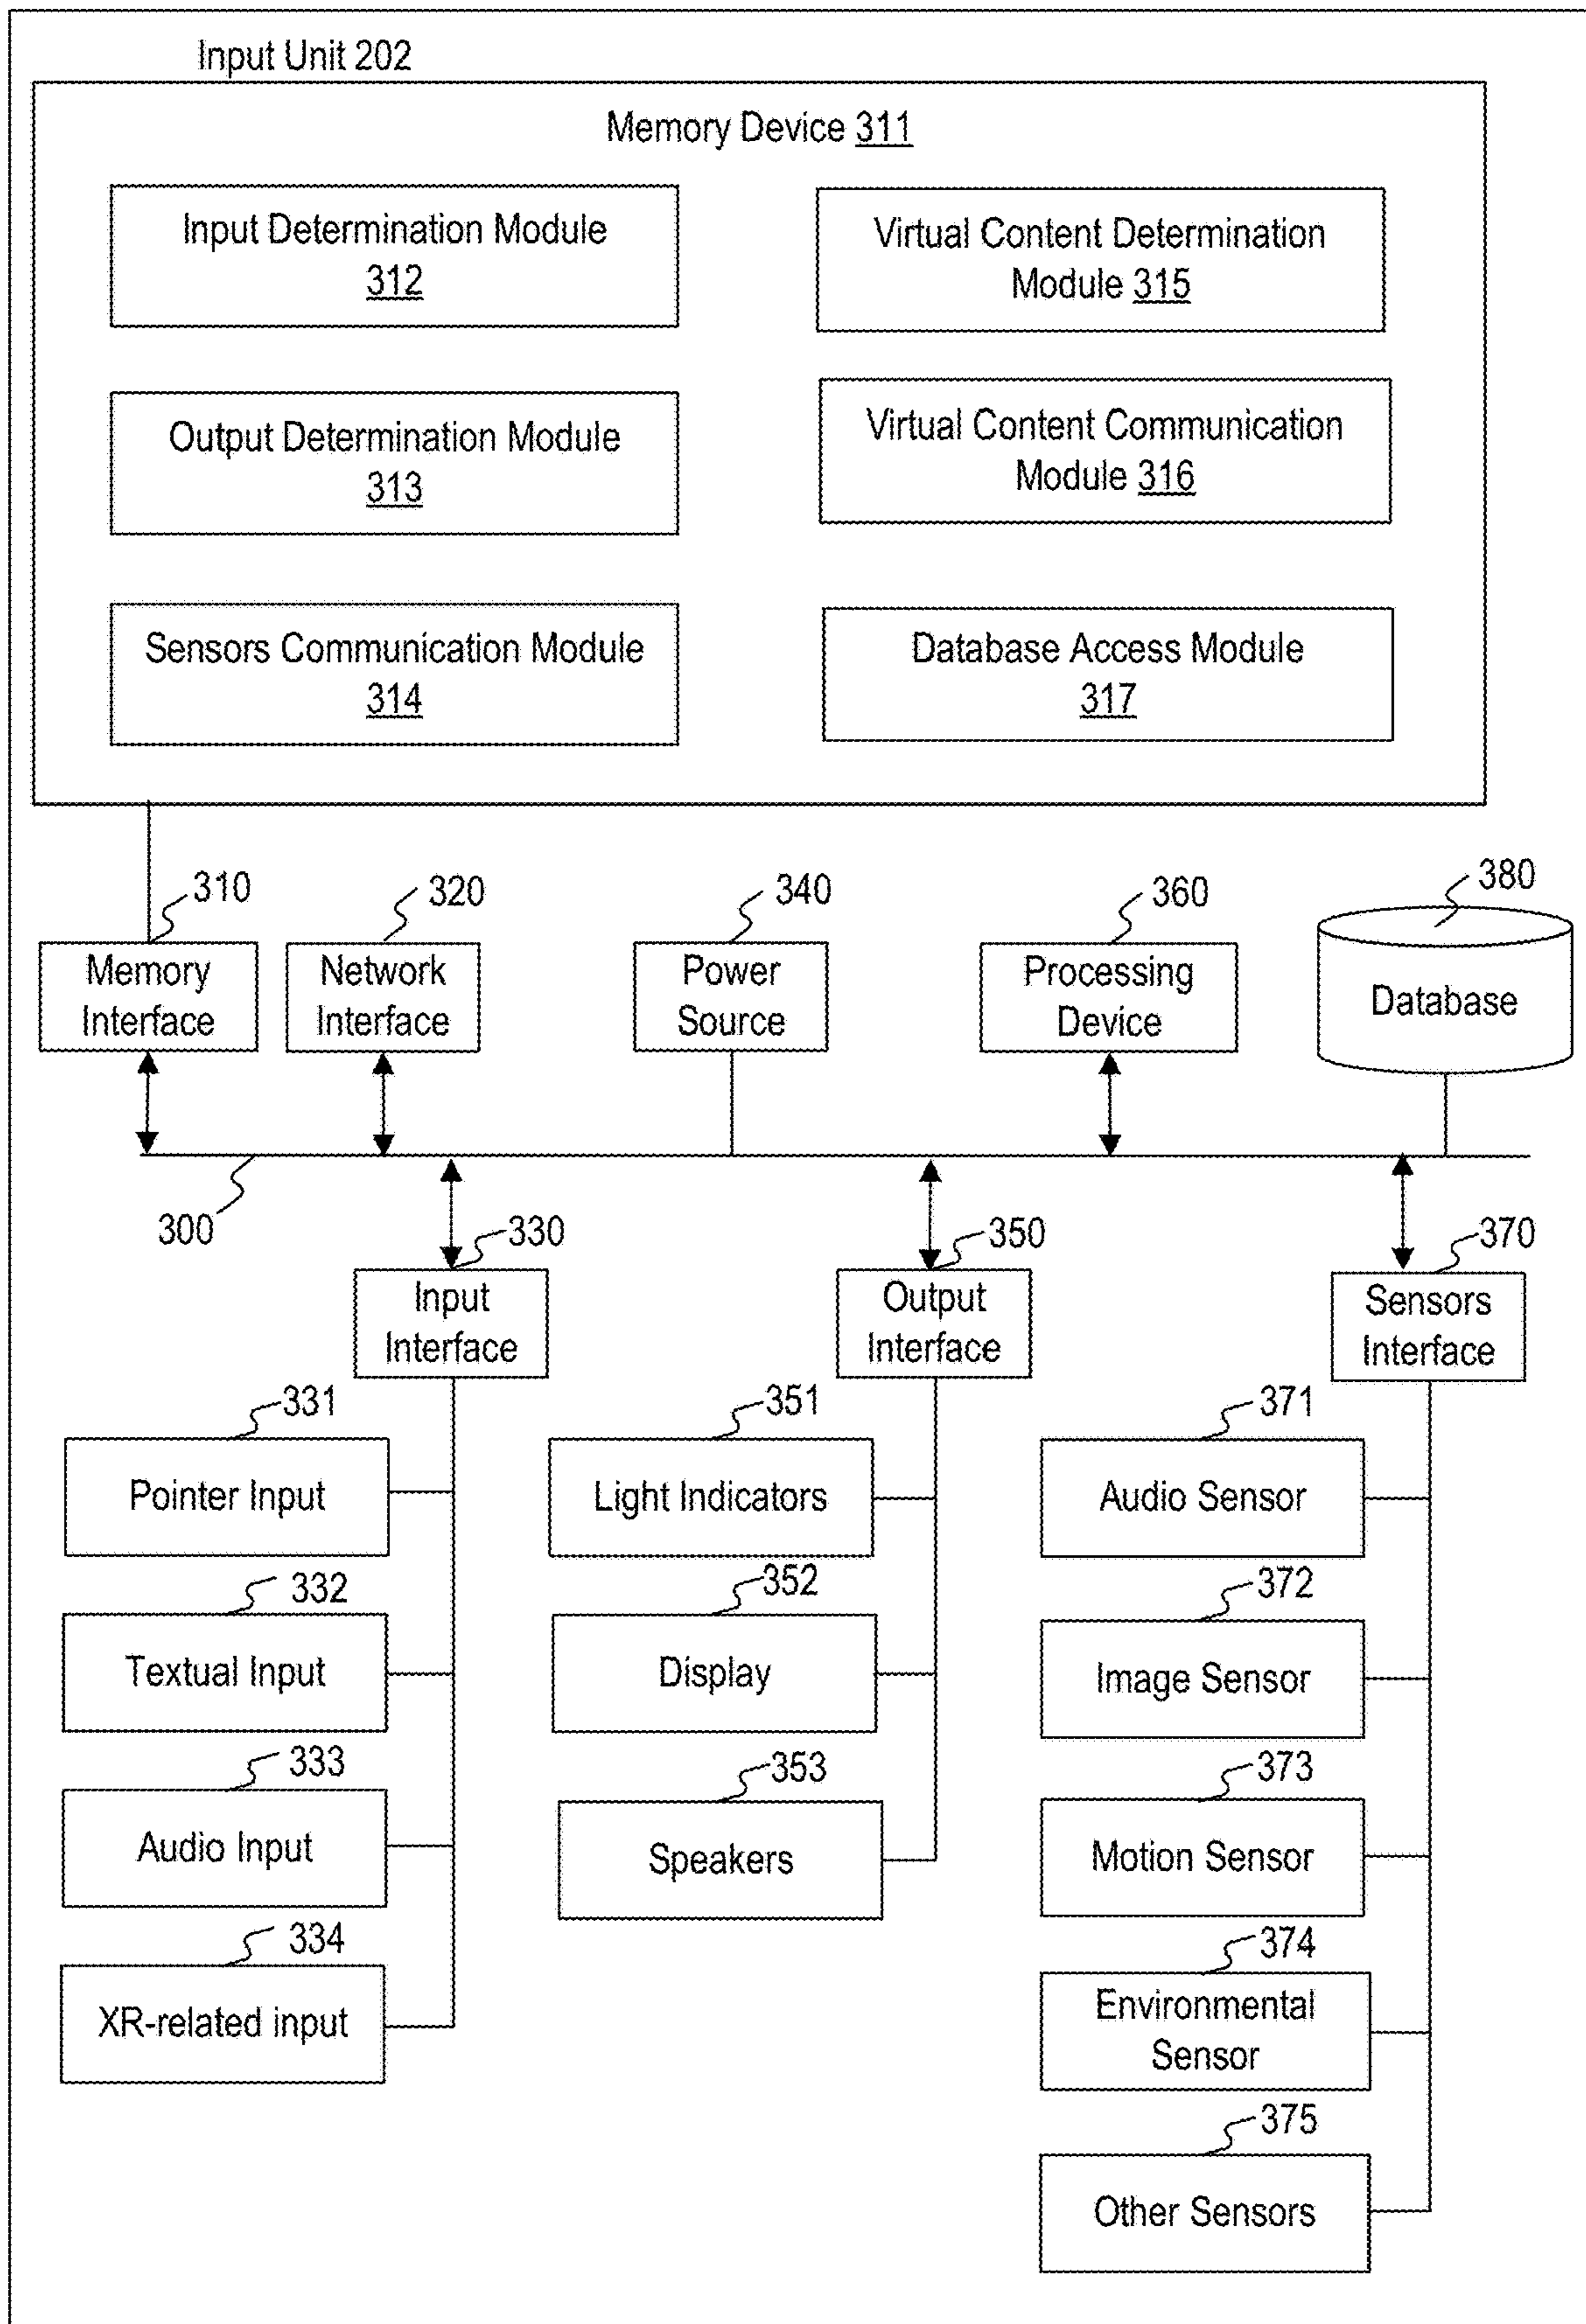 Input Unit 202
Memory Device 311
Input Determination Module
312
Virtual Content Determination
Module 315
Output Determination Module
313
Virtual Content Communication
Module 316
Sensors Communication Module
314
Database Access Module
317
310
320
340
360
380
Memory
Interface
Network
Interface
Power
Source
Processing
Device
Database
300
330
350
370
Input
Interface
Output
Interface
Sensors
Interface
331
Pointer Input
332
Textual Input
333
Audio Input
334
XR-related input
351
Light Indicators
352
Display
353
Speakers
371
Audio Sensor
372
Image Sensor
373
Motion Sensor
374
Environmental
Sensor
375
Other Sensors